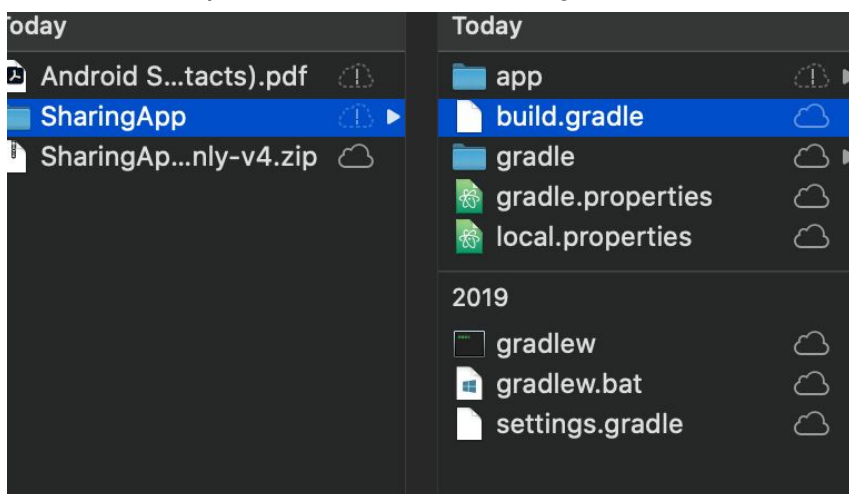 Today
Android S...tacts).pdf
SharingApp
SharingAp...nly-v4.zip
Today
app
build.gradle
gradle
gradle.properties
local.properties
2019
gradlew
gradlew.bat
settings.gradle